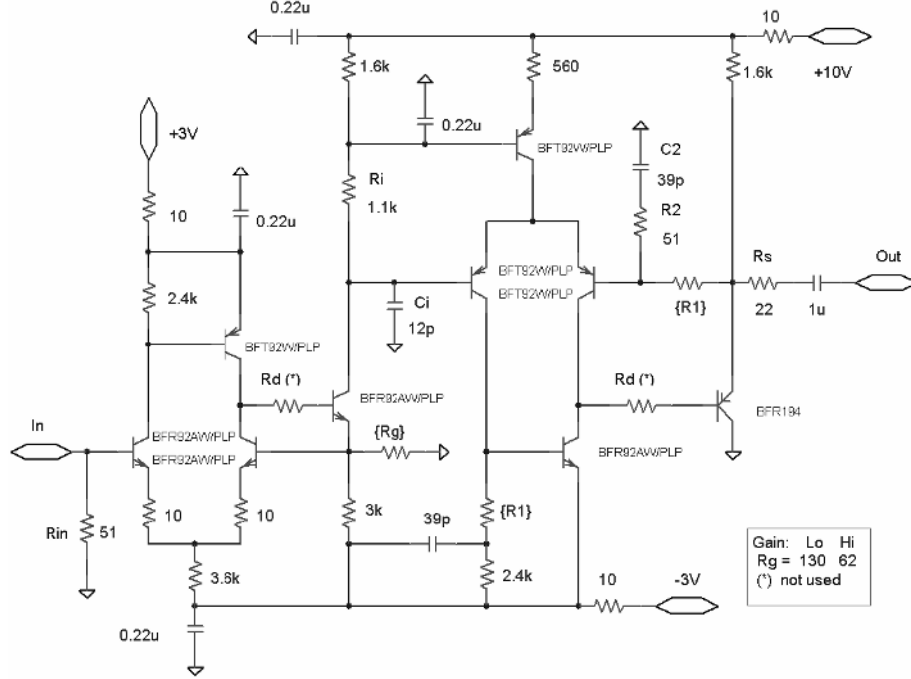 0.22u
10
1.6k
560
1.6k
+10V
0.22u
+3V
BFT92W/PLP
C2
39p
10
0.22u
Ri
1.1k
R2
51
BFT92W/PLP
BFT92W/PLP
Rs
Out
2.4k
Ci
12p
{R1}
22
1u
BFT92W/PLP
Rd (*)
BFR92AW/PLP
Rd (*)
BFR194
In
BFR92AW/PLP
BFR92AW/PLP
{Rg}
BFR92AW/PLP
Rin
51
10
10
3k
39p
{R1}
3.6k
2.4k
10
-3V
0.22u
Gain: Lo Hi
Rg = 130 62
(*) not used